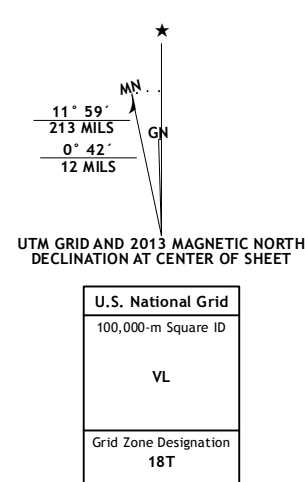 MN
11° 59´
213 MILS
GN
0° 42´
12 MILS
UTM GRID AND 2013 MAGNETIC NORTH
DECLINATION AT CENTER OF SHEET
U.S. National Grid
100,000-m Square ID
VL
Grid Zone Designation
18T